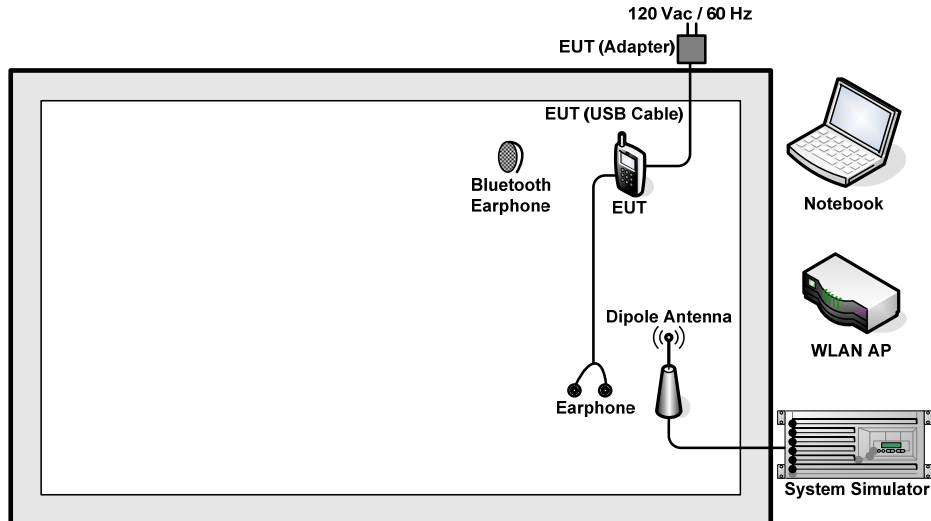 120 Vac / 60 Hz
EUT (Adapter)
EUT (USB Cable)
Bluetooth
Earphone
EUT
Notebook
Dipole Antenna
WLAN AP
Earphone
System Simulator